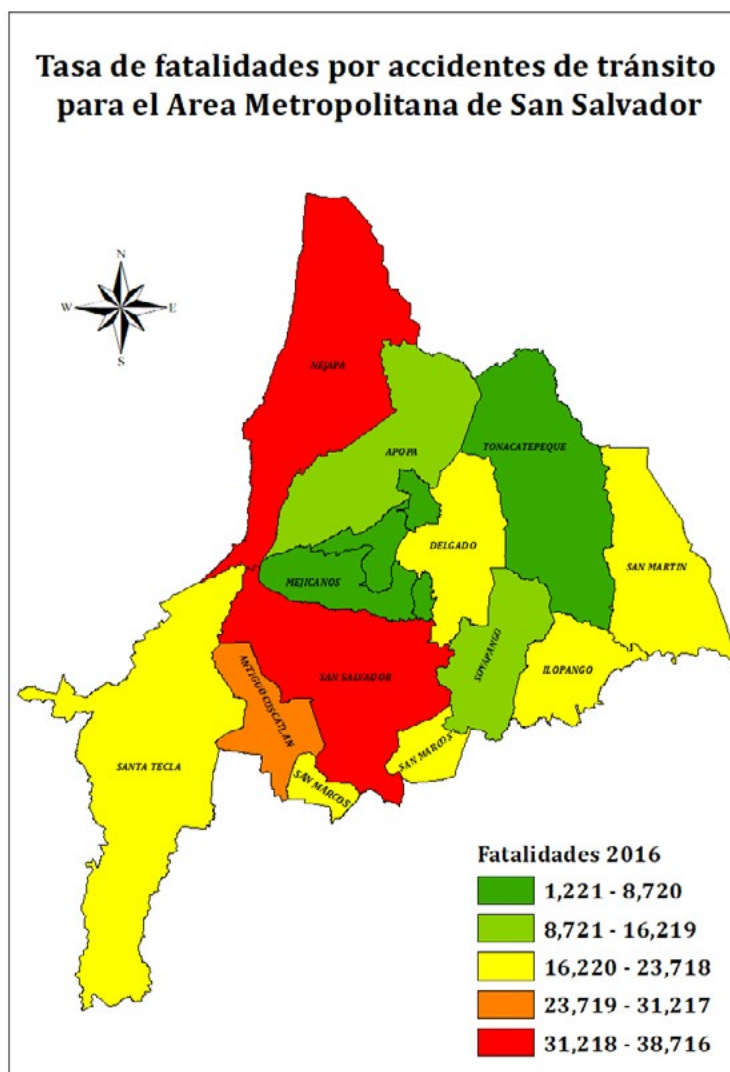 Tasa de fatalidades por accidentes de tránsito
para el Area Metropolitana de San Salvador
N
W
E
S
NEJAPA
APOPA
TONACATEPEQUE
DELGADO
SAN MARTIN
MEJICANOS
SOYAPANGO
ILOPANGO
SAN SALVADOR
ANTIGUO CUSCATLAN
SAN MARCOS
SANTA TECLA
SAN MARCOS
Fatalidades 2016
1,221 - 8,720
8,721 - 16,219
16,220 - 23,718
23,719 - 31,217
31,218 - 38,716